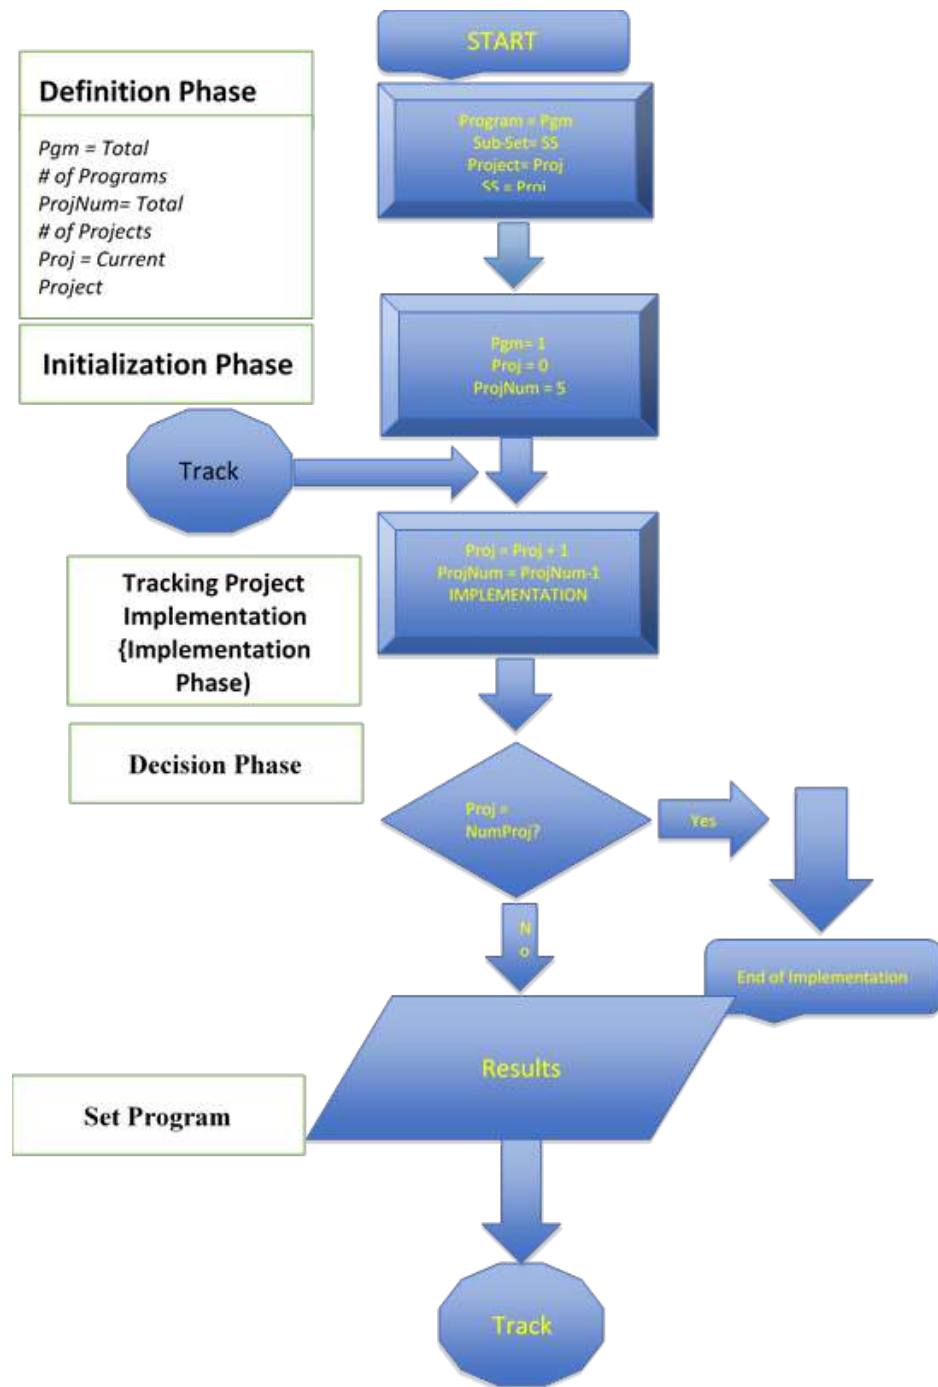 START
Definition Phase
Pgm = Total
# of Programs
ProjNum= Total
# of Projects
Proj = Current
Project
Program = Pgm
Sub-Set= SS
Project= Proj
SS = Proj
Initialization Phase
Pgm= 1
Proj = 0
ProjNum = 5
Track
Proj = Proj + 1
ProjNum = ProjNum-1
IMPLEMENTATION
Tracking Project
Implementation
{Implementation
Phase)
Decision Phase
Proj =
NumProj?
Yes
N
o
End of Implementation
Results
Set Program
Track